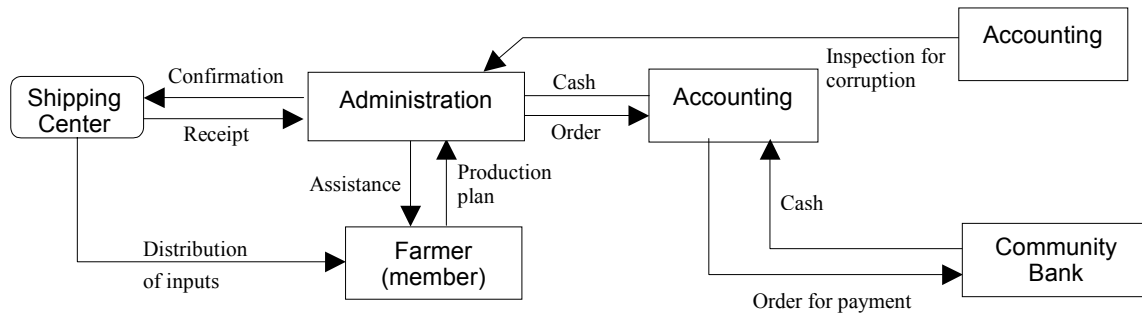 Accounting
Inspection for
corruption
Confirmation
Shipping
Center
Receipt
Administration
Cash
Order
Accounting
Assistance
Production
plan
Cash
Distribution
of inputs
Farmer
(member)
Community
Bank
Order for payment